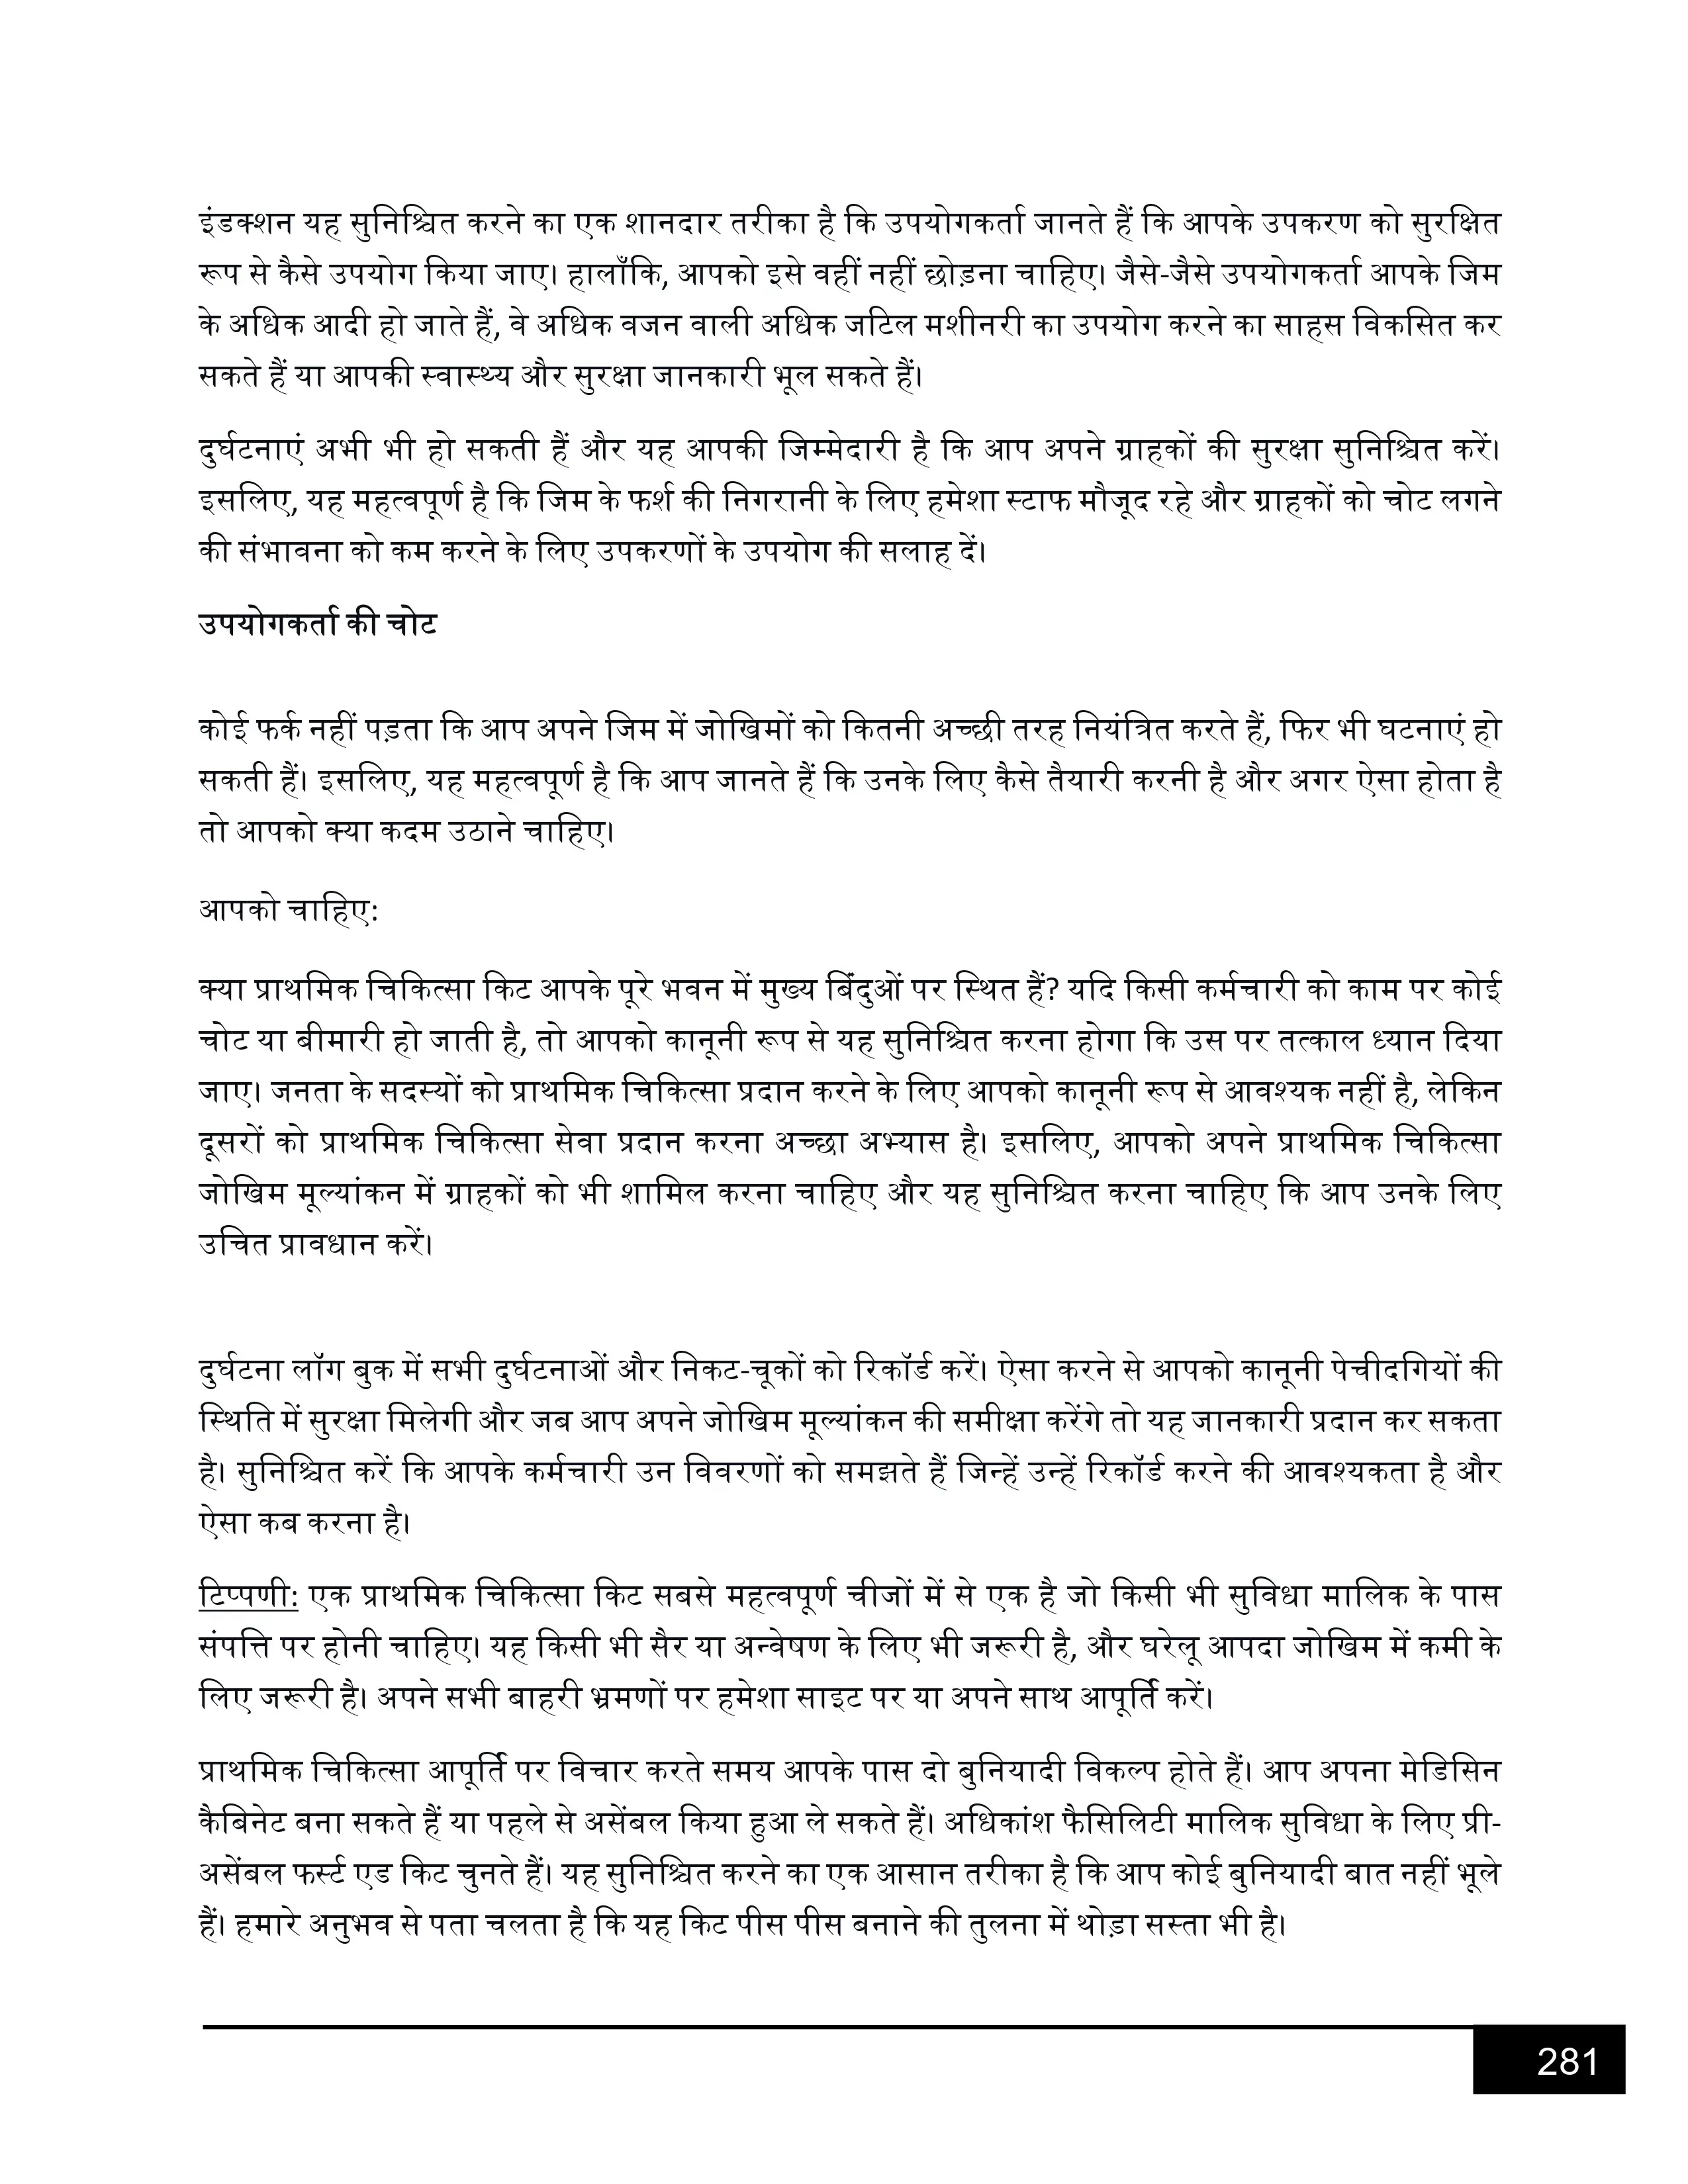 इंडक्शन यह सुनिश्चित करने का एक शानदार तरीका है कि उपयोगकर्ता जानते हैं कि आपके उपकरण को सुरक्षित
रूप से कैसे उपयोग किया जाए। हालाँकि, आपको इसे वहीं नहीं छोड़ना चाहिए। जैसे-जैसे उपयोगकर्ता आपके जिम
के अधिक आदी हो जाते हैं, वे अधिक वजन वाली अधिक जटिल मशीनरी का उपयोग करने का साहस विकसित कर
सकते हैं या आपकी स्वास्थ्य और सुरक्षा जानकारी भूल सकते हैं।
दुर्घटनाएं अभी भी हो सकती हैं और यह आपकी जिम्मेदारी है कि आप अपने ग्राहकों की सुरक्षा सुनिश्चित करें।
इसलिए, यह महत्वपूर्ण है कि जिम के फर्श की निगरानी के लिए हमेशा स्टाफ मौजूद रहे और ग्राहकों को चोट लगने
की संभावना को कम करने के लिए उपकरणों के उपयोग की सलाह दें।
उपयोगकर्ता की चोट
कोई फर्क नहीं पड़ता कि आप अपने जिम में जोखिमों को कितनी अच्छी तरह नियंत्रित करते हैं, फिर भी घटनाएं हो
सकती हैं। इसलिए, यह महत्वपूर्ण है कि आप जानते हैं कि उनके लिए कैसे तैयारी करनी है और अगर ऐसा होता है
तो आपको क्या कदम उठाने चाहिए।
आपको चाहिए:
क्या प्राथमिक चिकित्सा किट आपके पूरे भवन में मुख्य बिंदुओं पर स्थित हैं? यदि किसी कर्मचारी को काम पर कोई
चोट या बीमारी हो जाती है, तो आपको कानूनी रूप से यह सुनिश्चित करना होगा कि उस पर तत्काल ध्यान दिया
जाए। जनता के सदस्यों को प्राथमिक चिकित्सा प्रदान करने के लिए आपको कानूनी रूप से आवश्यक नहीं है, लेकिन
दूसरों को प्राथमिक चिकित्सा सेवा प्रदान करना अच्छा अभ्यास है। इसलिए, आपको अपने प्राथमिक चिकित्सा
जोखिम मूल्यांकन में ग्राहकों को भी शामिल करना चाहिए और यह सुनिश्चित करना चाहिए कि आप उनके लिए
उचित प्रावधान करें।
दुर्घटना लॉग बुक में सभी दुर्घटनाओं और निकट-चूकों को रिकॉर्ड करें। ऐसा करने से आपको कानूनी पेचीदगियों की
स्थिति में सुरक्षा मिलेगी और जब आप अपने जोखिम मूल्यांकन की समीक्षा करेंगे तो यह जानकारी प्रदान कर सकता
है। सुनिश्चित करें कि आपके कर्मचारी उन विवरणों को समझते हैं जिन्हें उन्हें रिकॉर्ड करने की आवश्यकता है और
ऐसा कब करना है।
टिप्पणी: एक प्राथमिक चिकित्सा किट सबसे महत्वपूर्ण चीजों में से एक है जो किसी भी सुविधा मालिक के पास
संपत्ति पर होनी चाहिए। यह किसी भी सैर या अन्वेषण के लिए भी जरूरी है, और घरेलू आपदा जोखिम में कमी के
लिए जरूरी है। अपने सभी बाहरी भ्रमणों पर हमेशा साइट पर या अपने साथ आपूर्ति करें।
प्राथमिक चिकित्सा आपूर्ति पर विचार करते समय आपके पास दो बुनियादी विकल्प होते हैं। आप अपना मेडिसिन
कैबिनेट बना सकते हैं या पहले से असेंबल किया हुआ ले सकते हैं। अधिकांश फैसिलिटी मालिक सुविधा के लिए प्री-
असेंबल फर्स्ट एड किट चुनते हैं। यह सुनिश्चित करने का एक आसान तरीका है कि आप कोई बुनियादी बात नहीं भूले
हैं। हमारे अनुभव से पता चलता है कि यह किट पीस पीस बनाने की तुलना में थोड़ा सस्ता भी है।
281